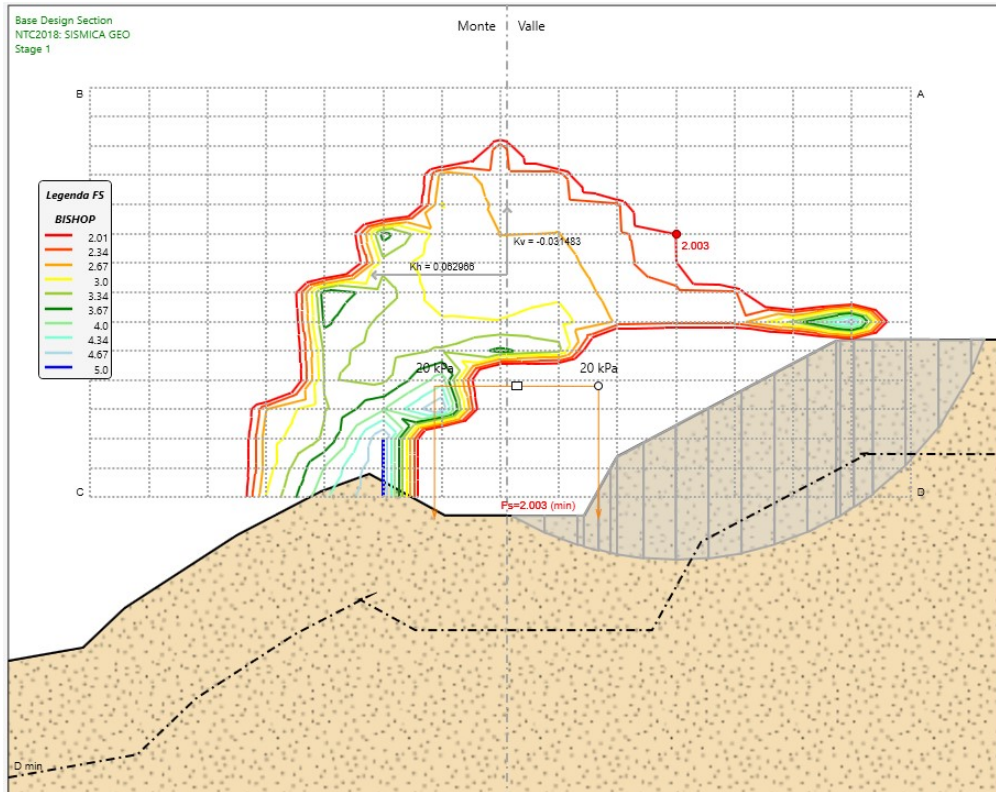 Base Design Section
NTC2018: SISMICA GEO
Stage 1
Monte
Valle
B
A
Legenda FS
BISHOP
2.01
2.34
2.67
3.0
3.34
3.67
4.0
4.34
4.67
5.0
Kv = -0.031483
2.003
Kh = 0.062966
20 kPa
20 kPa
C
D
Fs=2.003 (min)
D min